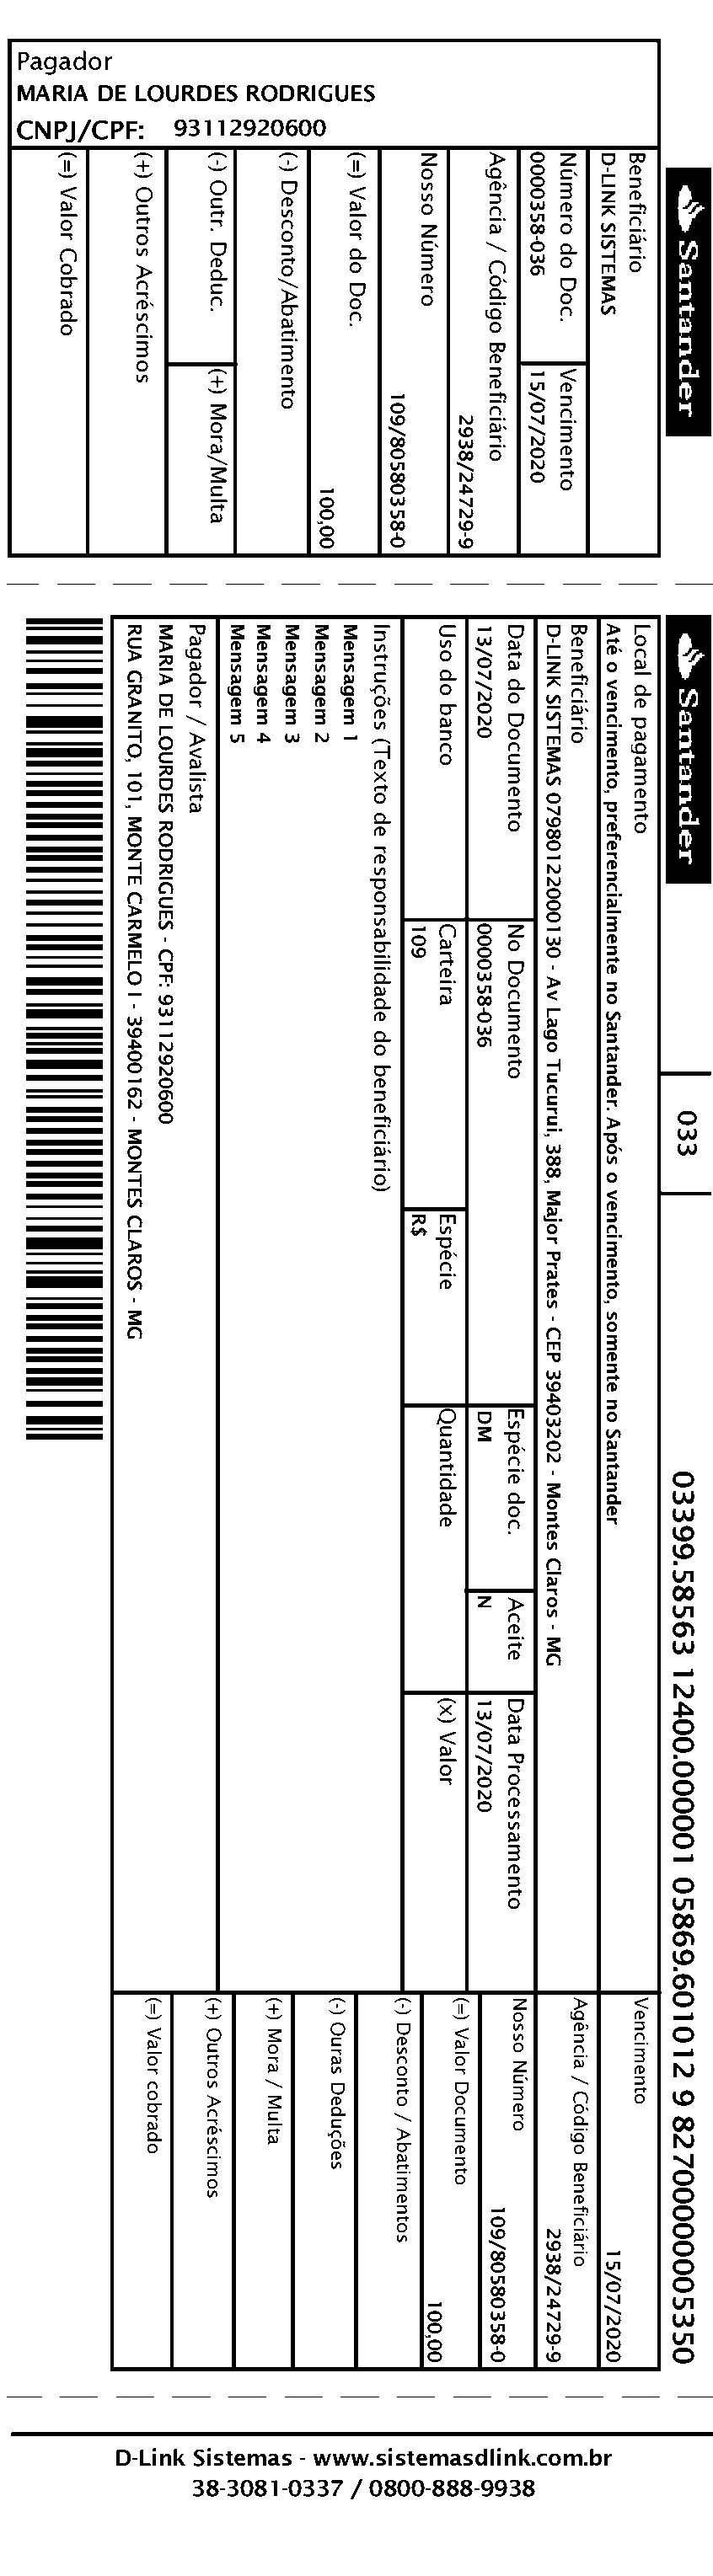 Pagador
MARIA DE LOURDES RODRIGUES
CNPJ/CPF: 93112920600
Santander
Beneficiário
D-LINK SISTEMAS
Número do Doc. Vencimento
0000358-036 15/07/2020
Agência / Código Beneficiário
2938/24729-9
Nosso Número
109/80580358-0
(=) Valor do Doc.
100,00
(-) Desconto/Abatimento
(-) Outr. Deduc. (+) Mora/Multa
(+) Outros Acréscimos
(=) Valor Cobrado
Santander 033 03399.58563 12400.000001 05869.601012 9 82700000005350
Local de pagamento
Até o vencimento, preferencialmente no Santander. Após o vencimento, somente no Santander
Vencimento
15/07/2020
Beneficiário
D-LINK SISTEMAS 07980122000130 - Av Lago Tucurui, 388, Major Prates - CEP 39403202 - Montes Claros - MG
Agência / Código Beneficiário
2938/24729-9
Data do Documento No Documento Espécie doc. Aceite Data Processamento
13/07/2020 0000358-036 DM N 13/07/2020
Nosso Número
109/80580358-0
Uso do banco Carteira Espécie Quantidade (x) Valor
109 R$
(=) Valor Documento
100,00
Instruções (Texto de responsabilidade do beneficiário)
Mensagem 1
Mensagem 2
Mensagem 3
Mensagem 4
Mensagem 5
(-) Desconto / Abatimentos
(-) Ouras Deduções
(+) Mora / Multa
(+) Outros Acréscimos
(=) Valor cobrado
Pagador / Avalista
MARIA DE LOURDES RODRIGUES - CPF: 93112920600
RUA GRANITO, 101, MONTE CARMELO I - 39400162 - MONTES CLAROS - MG
D-Link Sistemas - www.sistemasdlink.com.br
38-3081-0337 / 0800-888-9938